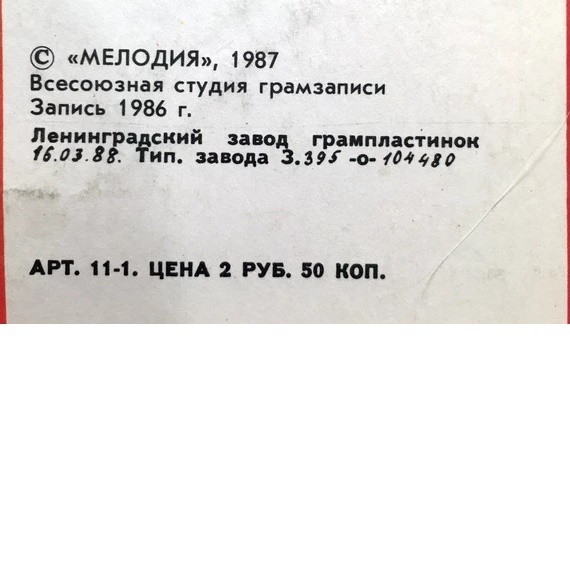 © «МЕЛОДИЯ», 1987
Всесоюзная студия грамзаписи
Запись 1986 г.
Ленинградский завод грампластинок
16.03.88. Тип. завода З.395 -о- 104480
АРТ. 11-1. ЦЕНА 2 РУБ. 50 КОП.